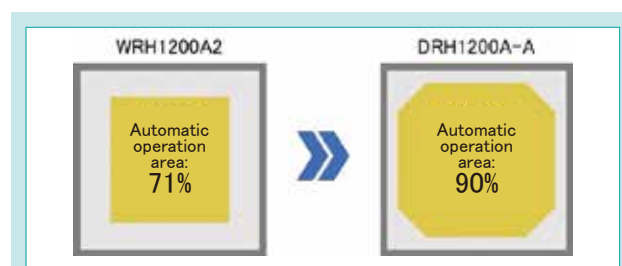 WRH1200A2
DRH1200A-A
Automatic
operation
area:
71%
Automatic
operation
area:
90%